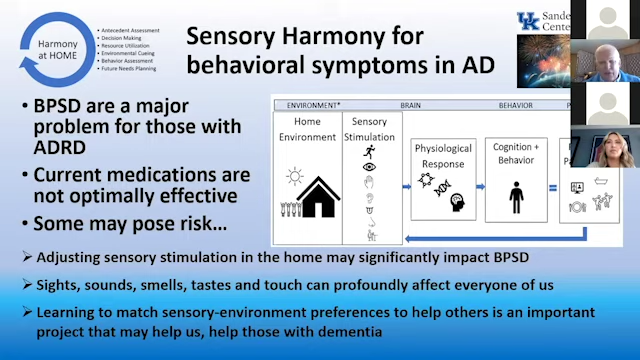 Harmony
at HOME
• Antecedent Assessment
• Decision Making
• Resource Utilization
• Environmental Cueing
• Behavior Assessment
• Future Needs Planning
Sensory Harmony for
behavioral symptoms in AD
UK
• BPSD are a major
problem for those with
ADRD
• Current medications are
not optimally effective
• Some may pose risk...
ENVIRONMENT*
BRAIN
BEHAVIOR
Home
Environment
Sensory
Stimulation
Physiological
Response
Cognition +
Behavior
➢ Adjusting sensory stimulation in the home may significantly impact BPSD
➢ Sights, sounds, smells, tastes and touch can profoundly affect everyone of us
➢ Learning to match sensory-environment preferences to help others is an important
project that may help us, help those with dementia